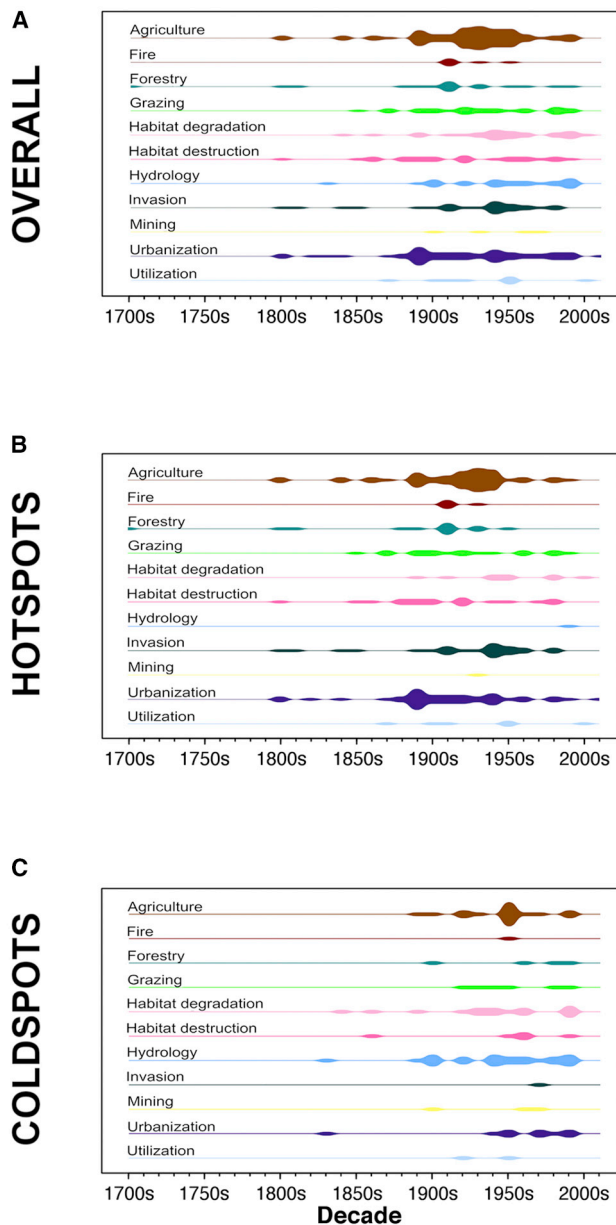 A
OVERALL
Agriculture
Fire
Forestry
Grazing
Habitat degradation
Habitat destruction
Hydrology
Invasion
Mining
Urbanization
Utilization
1700s 1750s 1800s 1850s 1900s 1950s 2000s
B
HOTSPOTS
Agriculture
Fire
Forestry
Grazing
Habitat degradation
Habitat destruction
Hydrology
Invasion
Mining
Urbanization
Utilization
1700s 1750s 1800s 1850s 1900s 1950s 2000s
C
COLDSPOTS
Agriculture
Fire
Forestry
Grazing
Habitat degradation
Habitat destruction
Hydrology
Invasion
Mining
Urbanization
Utilization
1700s 1750s 1800s 1850s 1900s 1950s 2000s
Decade